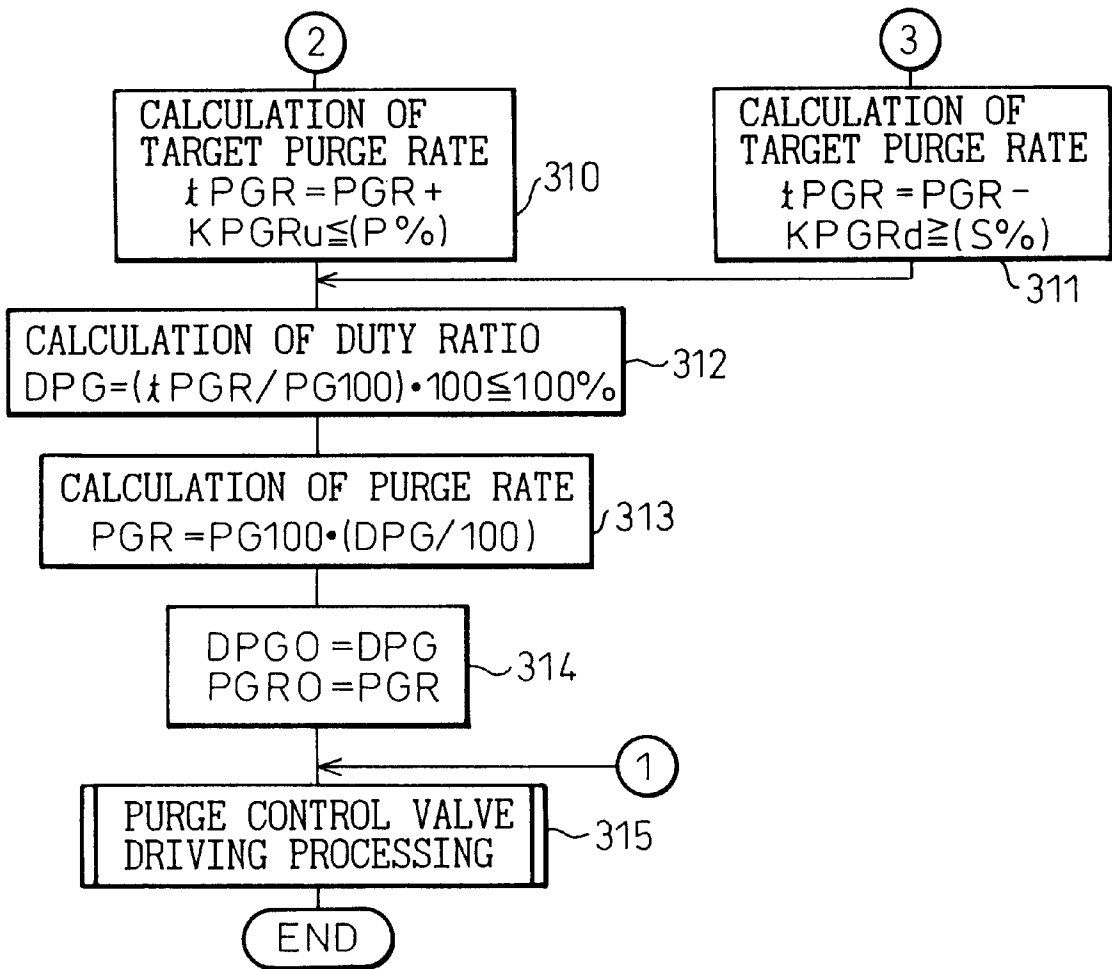 2
3
CALCULATION OF
TARGET PURGE RATE
tPGR=PGR+
KPGRu≦(P%)
310
CALCULATION OF
TARGET PURGE RATE
tPGR=PGR-
KPGRd≧(S%)
311
CALCULATION OF DUTY RATIO
DPG=(tPGR/PG100)•100≦100%
312
CALCULATION OF PURGE RATE
PGR=PG100•(DPG/100)
313
DPGO=DPG
PGRO=PGR
314
1
PURGE CONTROL VALVE
DRIVING PROCESSING
315
END